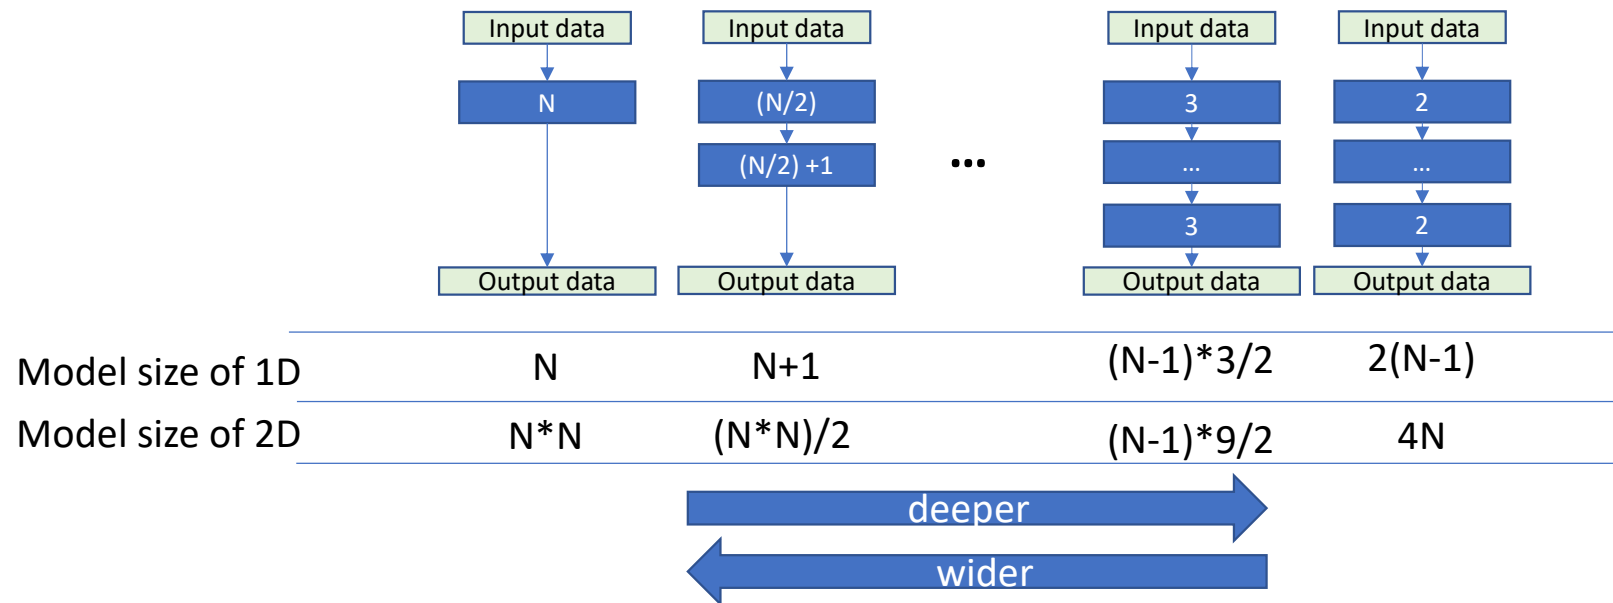 Input data
Input data
Input data
Input data
N
(N/2)
3
2
(N/2) +1
...
...
...
3
2
Output data
Output data
Output data
Output data
Model size of 1D
N
N+1
(N-1)*3/2
2(N-1)
Model size of 2D
N*N
(N*N)/2
(N-1)*9/2
4N
deeper
wider